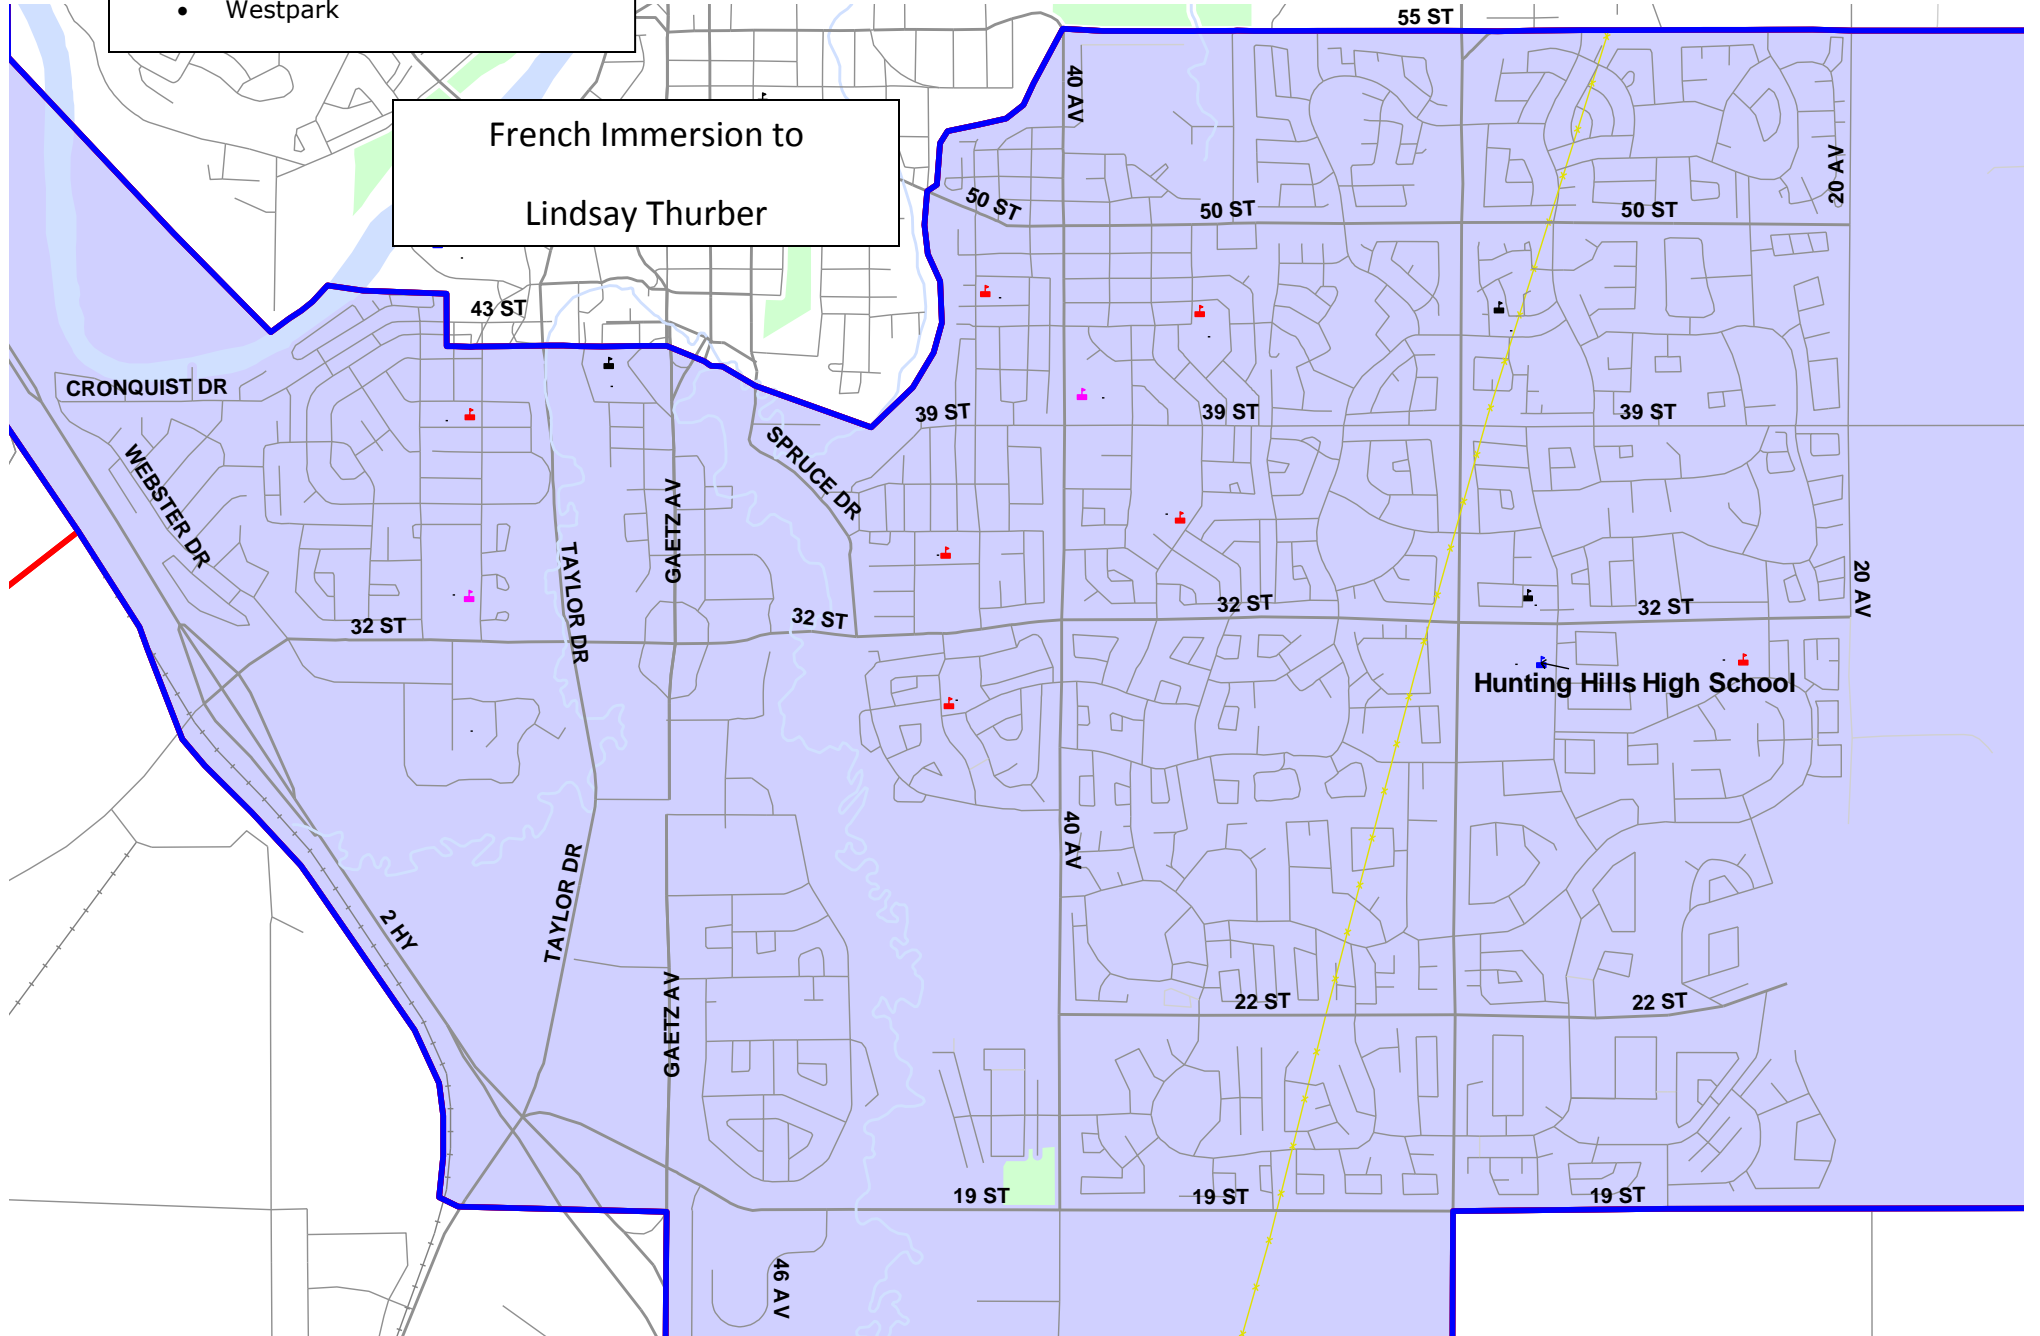 • Westpark
55 ST
40 AV
French Immersion to
Lindsay Thurber
20 AV
50 ST
50 ST
50 ST
43 ST
CRONQUIST DR
39 ST
39 ST
39 ST
WEBSTER DR
SPRUCE DR
GAETZ AV
TAYLOR DR
20 AV
32 ST
32 ST
32 ST
32 ST
Hunting Hills High School
40 AV
TAYLOR DR
2 HY
GAETZ AV
22 ST
22 ST
19 ST
19 ST
19 ST
46 AV